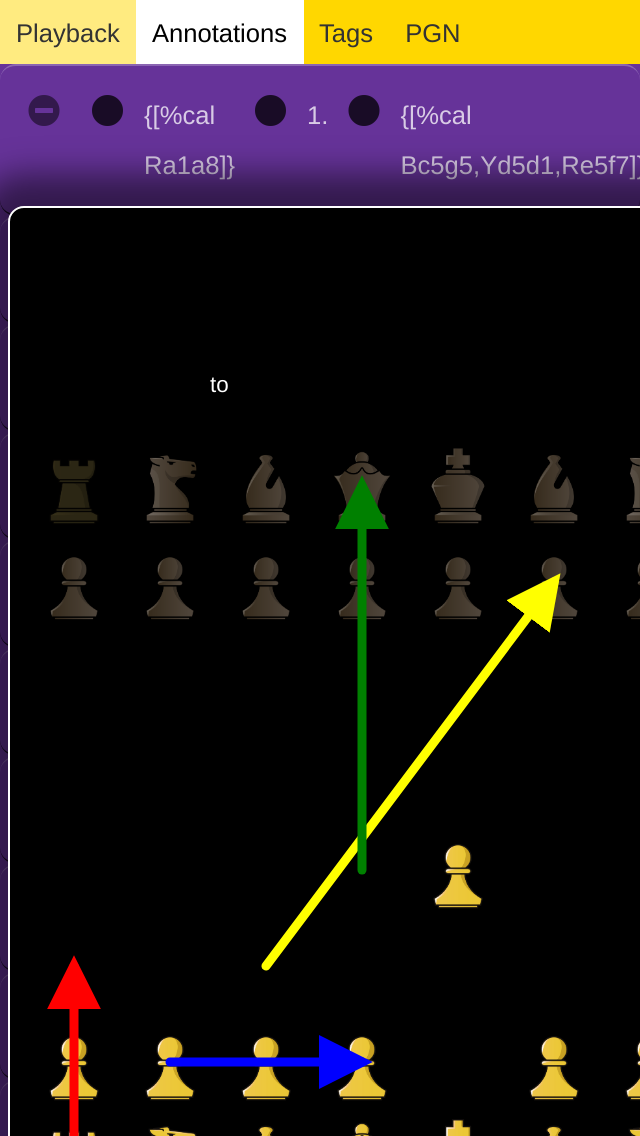 Playback Annotations Tags PGN
{[%cal 1. {[%cal
Ra1a8]} Bc5g5,Yd5d1,Re5f7]}
to